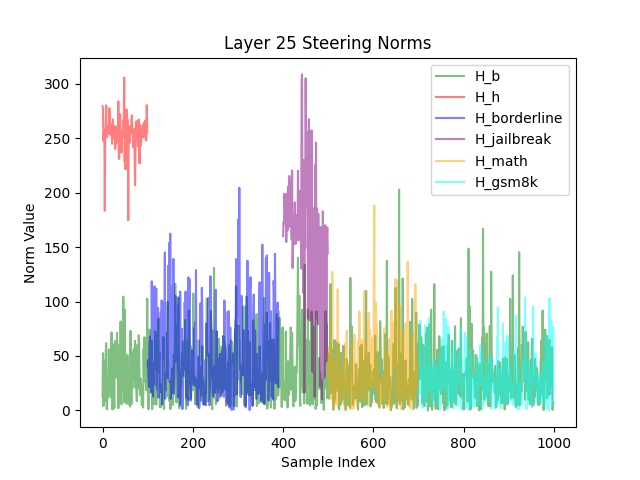 Layer 25 Steering Norms
Norm Value
300
250
200
150
100
50
0
H_b
H_h
H_borderline
H_jailbreak
H_math
H_gsm8k
0 200 400 600 800 1000
Sample Index